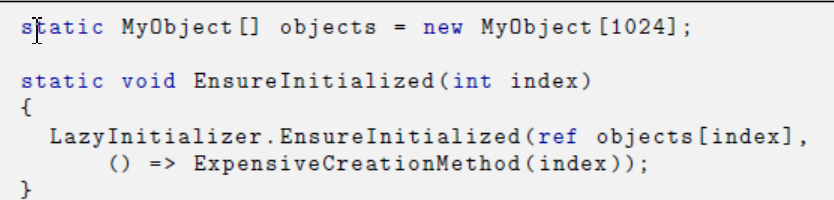 static MyObject[] objects = new MyObject[1024];
static void EnsureInitialized(int index)
{
LazyInitializer.EnsureInitialized(ref objects[index],
() => ExpensiveCreationMethod(index));
}